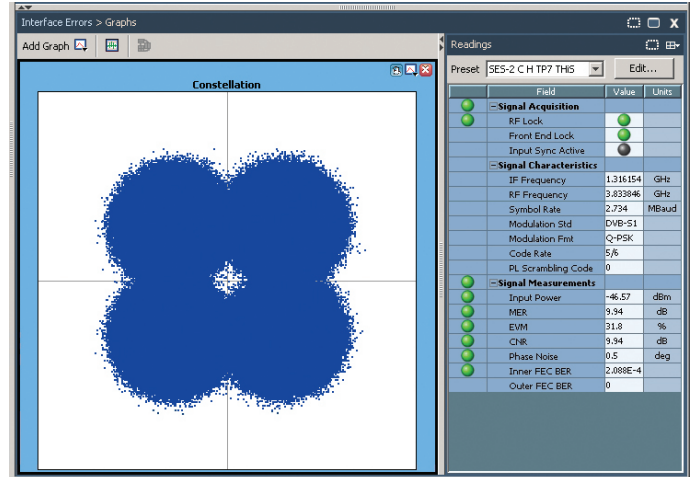 Interface Errors > Graphs
Add Graph
Constellation
Readings
Preset SES-2 C H TP7 THIS Edit...
Field Value Units
Signal Acquisition
RF Lock
Front End Lock
Input Sync Active
Signal Characteristics
IF Frequency 1.316154 GHz
RF Frequency 3.833846 GHz
Symbol Rate 2.734 MBaud
Modulation Std DVB-S1
Modulation Fmt Q-PSK
Code Rate 5/6
PL Scrambling Code 0
Signal Measurements
Input Power -46.57 dBm
MER 9.94 dB
EVM 31.8 %
CNR 9.94 dB
Phase Noise 0.5 deg
Inner FEC BER 2.088E-4
Outer FEC BER 0